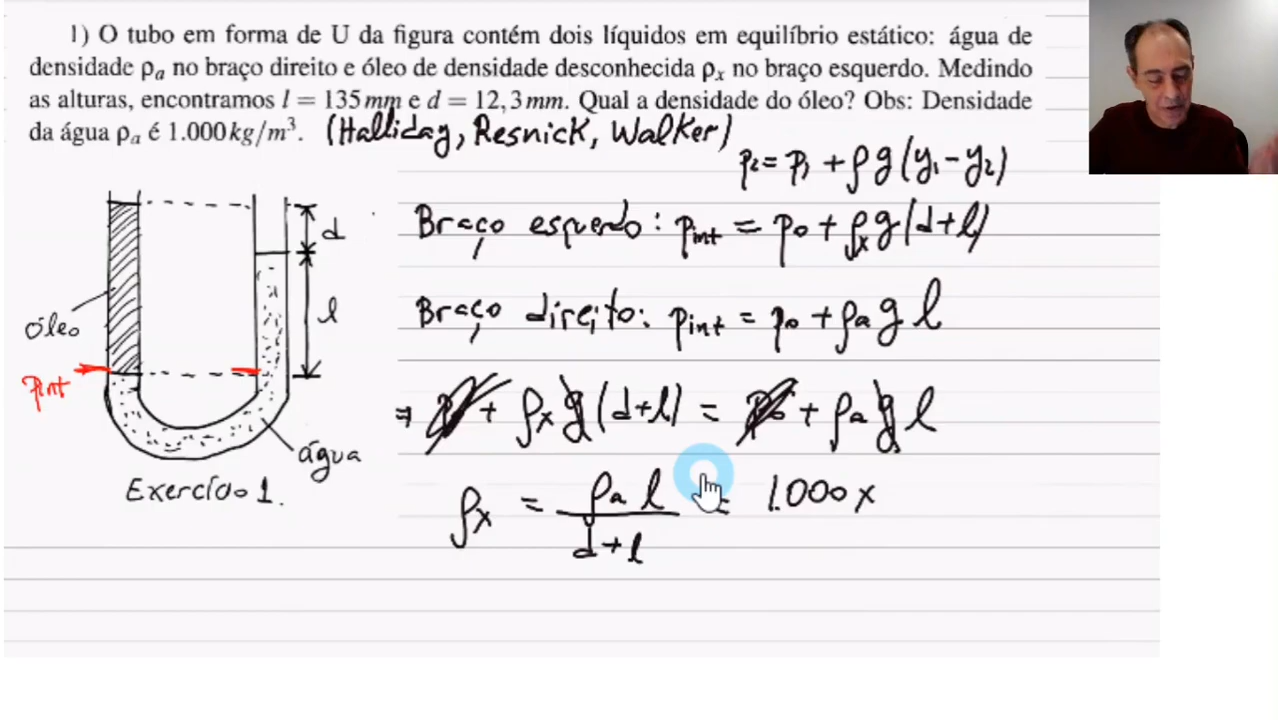 1) O tubo em forma de U da figura contém dois líquidos em equilíbrio estático: água de
densidade ρₐ no braço direito e óleo de densidade desconhecida ρₓ no braço esquerdo. Medindo
as alturas, encontramos l = 135 mm e d = 12,3 mm. Qual a densidade do óleo? Obs: Densidade
da água ρₐ é 1.000 kg/m³. (Halliday, Resnick, Walker)
p₂ = p₁ + ρg(y₁ − y₂)
Braço esquerdo: pᵢₙₜ = p₀ + ρₓg(d+l)
Braço direito: pᵢₙₜ = p₀ + ρₐ g l
⇒ p₀ + ρₓ g (d+l) = p₀ + ρₐ g l
ρₓ = ρₐ l / d+l = 1.000 x
d
l
óleo
Pint
água
Exercício 1.